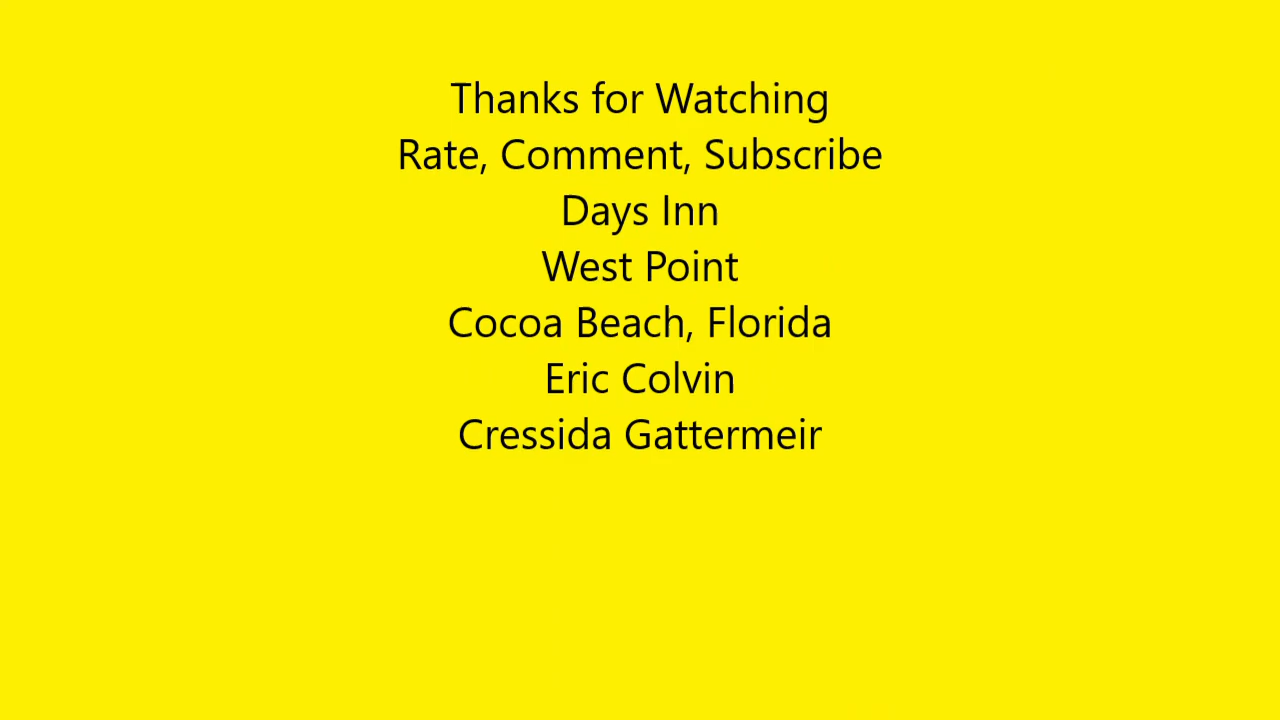 Thanks for Watching
Rate, Comment, Subscribe
Days Inn
West Point
Cocoa Beach, Florida
Eric Colvin
Cressida Gattermeir